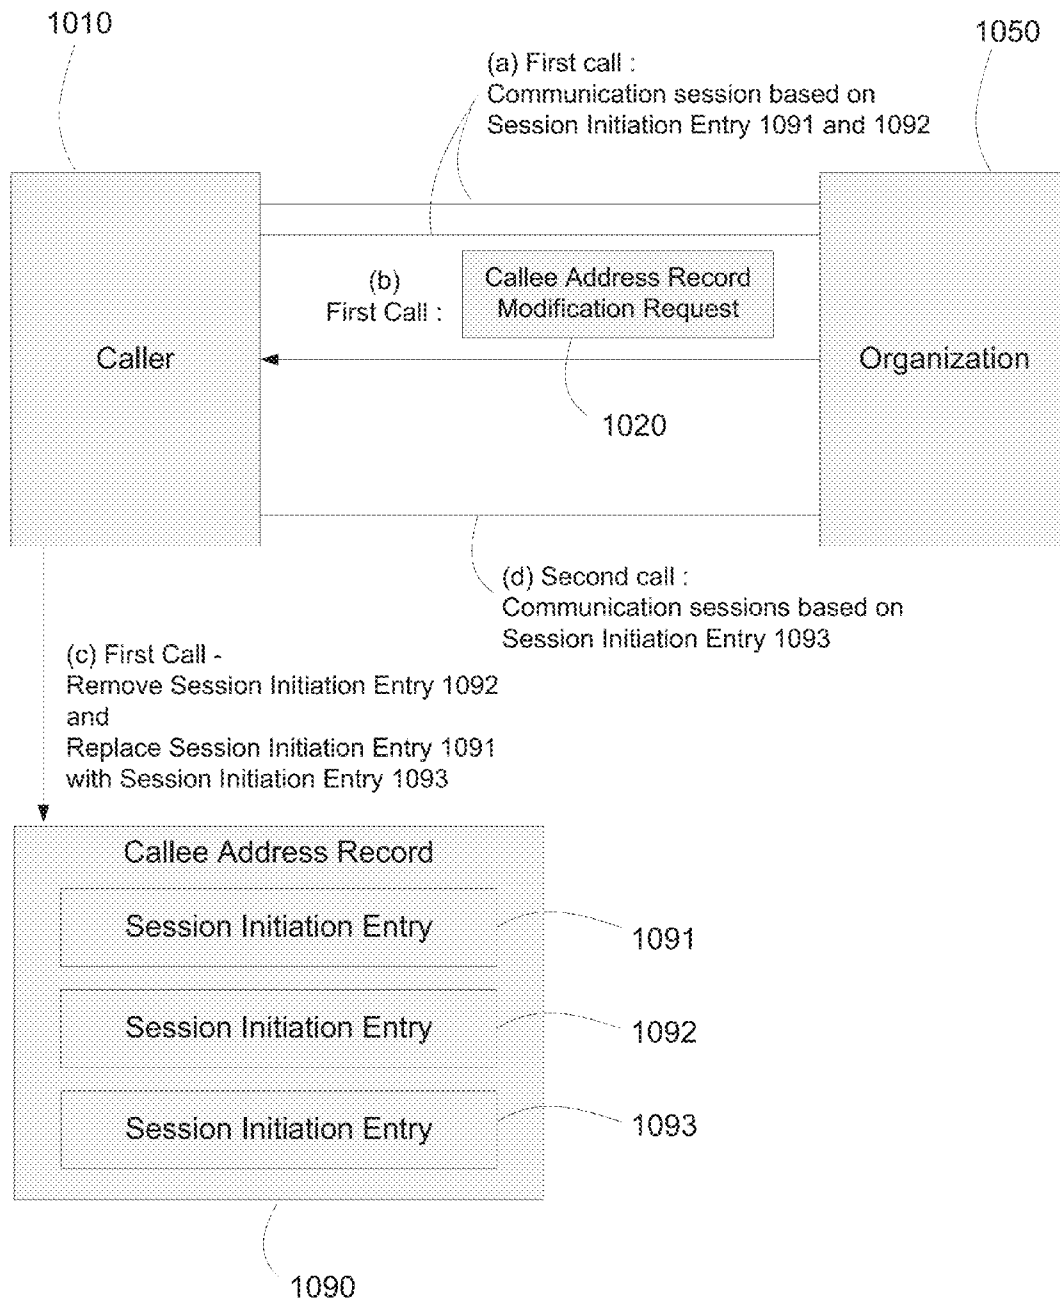 1010
1050
(a) First call :
Communication session based on
Session Initiation Entry 1091 and 1092
(b)
First Call :
Callee Address Record
Modification Request
Caller
Organization
1020
(d) Second call :
Communication sessions based on
Session Initiation Entry 1093
(c) First Call -
Remove Session Initiation Entry 1092
and
Replace Session Initiation Entry 1091
with Session Initiation Entry 1093
Callee Address Record
Session Initiation Entry
1091
Session Initiation Entry
1092
Session Initiation Entry
1093
1090